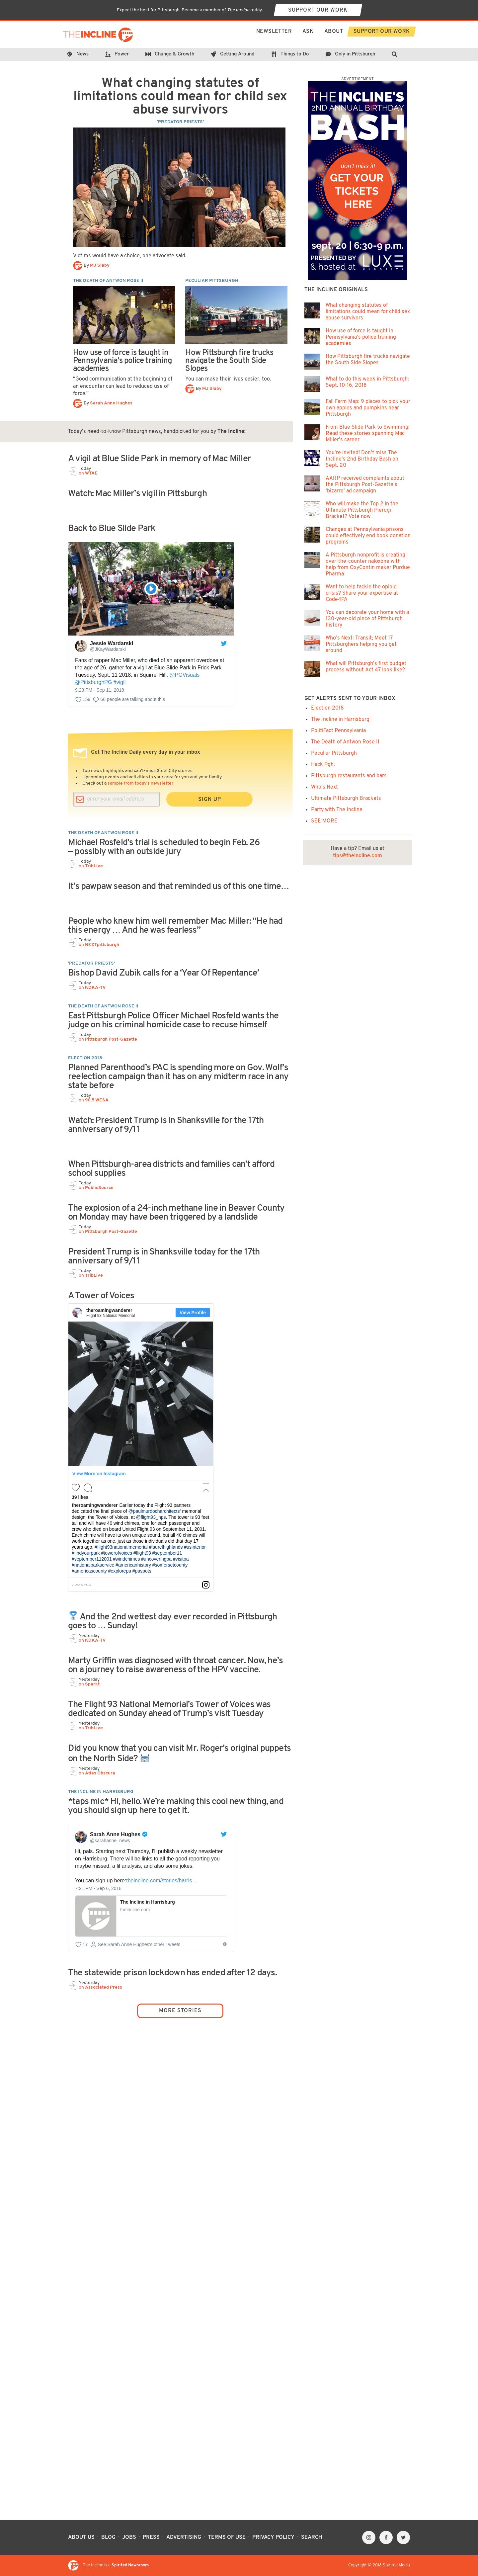 Expect the best for Pittsburgh. Become a member of The Incline today.
SUPPORT OUR WORK
THEINCLINE
NEWSLETTER
ASK
ABOUT
SUPPORT OUR WORK
News
Power
Change & Growth
Getting Around
Things to Do
Only in Pittsburgh
What changing statutes of
limitations could mean for child sex
abuse survivors
'PREDATOR PRIESTS'
Victims would have a choice, one advocate said.
By MJ Slaby
THE DEATH OF ANTWON ROSE II
How use of force is taught in
Pennsylvania's police training
academies
"Good communication at the beginning of
an encounter can lead to reduced use of
force."
By Sarah Anne Hughes
PECULIAR PITTSBURGH
How Pittsburgh fire trucks
navigate the South Side
Slopes
You can make their lives easier, too.
By MJ Slaby
Today's need-to-know Pittsburgh news, handpicked for you by The Incline:
A vigil at Blue Slide Park in memory of Mac Miller
Today
on WTAE
Watch: Mac Miller's vigil in Pittsburgh
Back to Blue Slide Park
Jessie Wardarski
@JKayWardarski
Fans of rapper Mac Miller, who died of an apparent overdose at
the age of 26, gather for a vigil at Blue Slide Park in Frick Park
Tuesday, Sept. 11 2018, in Squirrel Hill. @PGVisuals
@PittsburghPG #vigil
9:23 PM - Sep 11, 2018
159
68 people are talking about this
Get The Incline Daily every day in your inbox
Top news highlights and can't-miss Steel City stories
Upcoming events and activities in your area for you and your family
Check out a sample from today's newsletter
enter your email address
SIGN UP
THE DEATH OF ANTWON ROSE II
Michael Rosfeld's trial is scheduled to begin Feb. 26
— possibly with an outside jury
Today
on TribLive
It's pawpaw season and that reminded us of this one time…
People who knew him well remember Mac Miller: "He had
this energy … And he was fearless"
Today
on NEXTpittsburgh
'PREDATOR PRIESTS'
Bishop David Zubik calls for a 'Year Of Repentance'
Today
on KDKA-TV
THE DEATH OF ANTWON ROSE II
East Pittsburgh Police Officer Michael Rosfeld wants the
judge on his criminal homicide case to recuse himself
Today
on Pittsburgh Post-Gazette
ELECTION 2018
Planned Parenthood's PAC is spending more on Gov. Wolf's
reelection campaign than it has on any midterm race in any
state before
Today
on 90.5 WESA
Watch: President Trump is in Shanksville for the 17th
anniversary of 9/11
When Pittsburgh-area districts and families can't afford
school supplies
Today
on PublicSource
The explosion of a 24-inch methane line in Beaver County
on Monday may have been triggered by a landslide
Today
on Pittsburgh Post-Gazette
President Trump is in Shanksville today for the 17th
anniversary of 9/11
Today
on TribLive
A Tower of Voices
theroamingwanderer
Flight 93 National Memorial
View Profile
View More on Instagram
39 likes
theroamingwanderer Earlier today the Flight 93 partners
dedicated the final piece of @paulmurdocharchitects' memorial
design, the Tower of Voices, at @flight93_nps. The tower is 93 feet
tall and will have 40 wind chimes, one for each passenger and
crew who died on board United Flight 93 on September 11, 2001.
Each chime will have its own unique sound, but all 40 chimes will
work together as one, just as those individuals did that day 17
years ago. #flight93nationalmemorial #laurelhighlands #usinterior
#findyourpark #towerofvoices #flight93 #september11
#september112001 #windchimes #uncoveringpa #visitpa
#nationalparkservice #americanhistory #somersetcounty
#americascounty #explorepa #paspots
And the 2nd wettest day ever recorded in Pittsburgh
goes to … Sunday!
Yesterday
on KDKA-TV
Marty Griffin was diagnosed with throat cancer. Now, he's
on a journey to raise awareness of the HPV vaccine.
Yesterday
on Sparkt
The Flight 93 National Memorial's Tower of Voices was
dedicated on Sunday ahead of Trump's visit Tuesday
Yesterday
on TribLive
Did you know that you can visit Mr. Roger's original puppets
on the North Side?
Yesterday
on Atlas Obscura
THE INCLINE IN HARRISBURG
*taps mic* Hi, hello. We're making this cool new thing, and
you should sign up here to get it.
Sarah Anne Hughes
@sarahanne_news
Hi, pals. Starting next Thursday, I'll publish a weekly newsletter
on Harrisburg. There will be links to all the good reporting you
maybe missed, a lil analysis, and also some jokes.
You can sign up here:theincline.com/stories/harris…
7:21 PM - Sep 6, 2018
The Incline in Harrisburg
theincline.com
17
See Sarah Anne Hughes's other Tweets
The statewide prison lockdown has ended after 12 days.
Yesterday
on Associated Press
MORE STORIES
ADVERTISEMENT
THE INCLINE'S
2ND ANNUAL BIRTHDAY
BASH
don't miss it!
GET YOUR
TICKETS
HERE
sept. 20 | 6:30-9 p.m.
PRESENTED BY
& hosted at
LUXE
THE INCLINE ORIGINALS
What changing statutes of
limitations could mean for child sex
abuse survivors
How use of force is taught in
Pennsylvania's police training
academies
How Pittsburgh fire trucks navigate
the South Side Slopes
What to do this week in Pittsburgh:
Sept. 10-16, 2018
Fall Farm Map: 9 places to pick your
own apples and pumpkins near
Pittsburgh
From Blue Slide Park to Swimming:
Read these stories spanning Mac
Miller's career
You're invited! Don't miss The
Incline's 2nd Birthday Bash on
Sept. 20
AARP received complaints about
the Pittsburgh Post-Gazette's
'bizarre' ad campaign
Who will make the Top 2 in the
Ultimate Pittsburgh Pierogi
Bracket? Vote now
Changes at Pennsylvania prisons
could effectively end book donation
programs
A Pittsburgh nonprofit is creating
over-the-counter naloxone with
help from OxyContin maker Purdue
Pharma
Want to help tackle the opioid
crisis? Share your expertise at
Code4PA
You can decorate your home with a
130-year-old piece of Pittsburgh
history
Who's Next: Transit; Meet 17
Pittsburghers helping you get
around
What will Pittsburgh's first budget
process without Act 47 look like?
GET ALERTS SENT TO YOUR INBOX
Election 2018
The Incline in Harrisburg
PolitiFact Pennsylvania
The Death of Antwon Rose II
Peculiar Pittsburgh
Hack Pgh.
Pittsburgh restaurants and bars
Who's Next
Ultimate Pittsburgh Brackets
Party with The Incline
SEE MORE
Have a tip? Email us at
tips@theincline.com
ABOUT US
BLOG
JOBS
PRESS
ADVERTISING
TERMS OF USE
PRIVACY POLICY
SEARCH
The Incline is a Spirited Newsroom
Copyright © 2018 Spirited Media